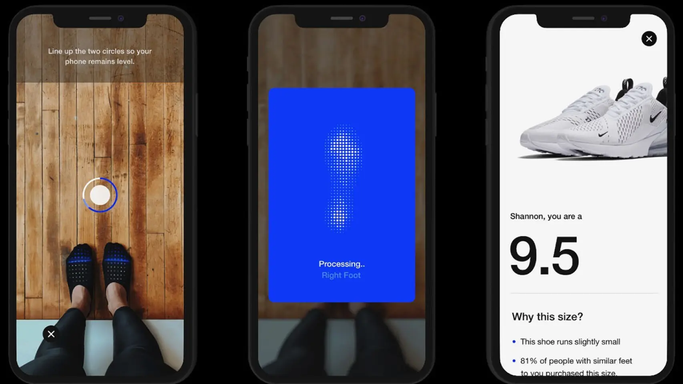 Line up the two circles so your
phone remains level.
Processing..
Right Foot
Shannon, you are a
9.5
Why this size?
• This shoe runs slightly small
• 81% of people with similar feet
to you purchased this size.